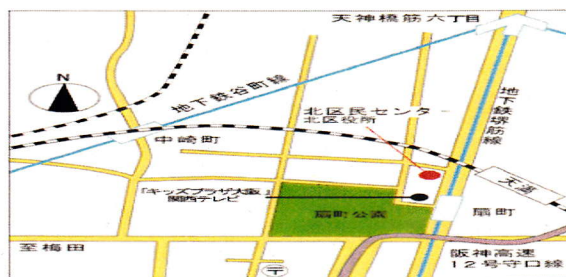 天神橋筋六丁目
N
地下鉄谷町線
地下鉄堺筋線
北区民センター
北区役所
中崎町
天満
「キッズプラザ大阪」
関西テレビ
扇町公園
扇町
至梅田
阪神高速
12号守口線
〒